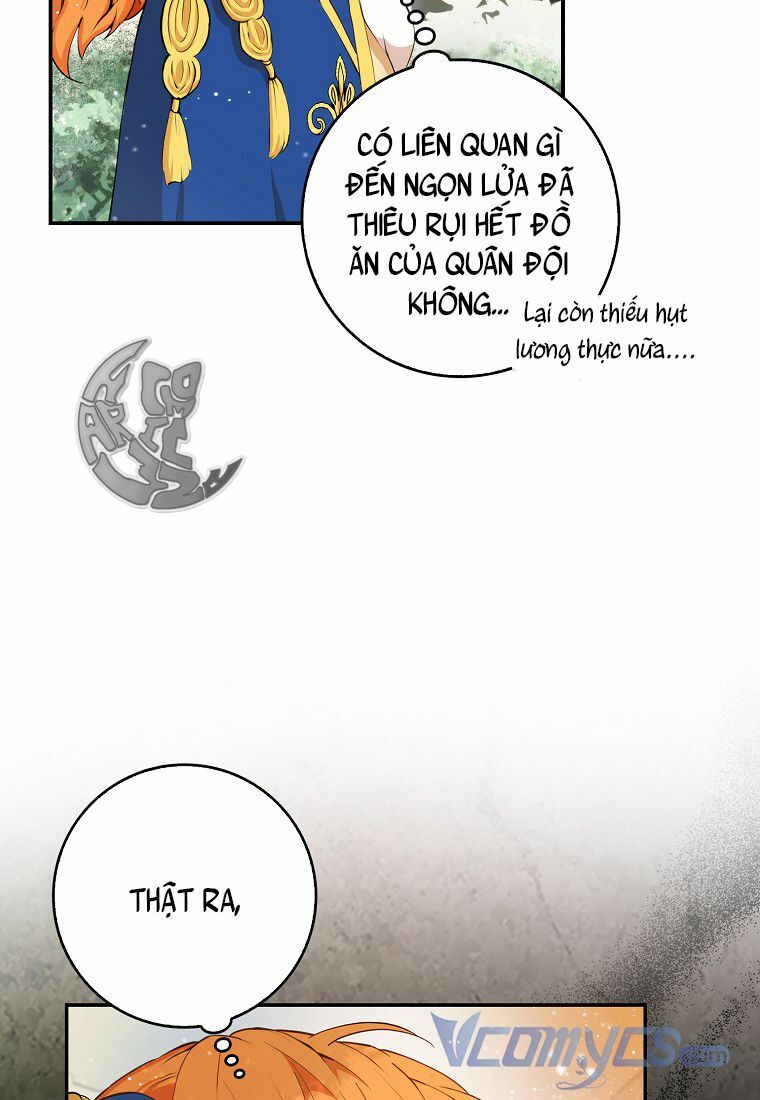 CÓ LIÊN QUAN GÌ
ĐẾN NGỌN LỬA ĐÃ
THIÊU RỤI HẾT ĐỒ
ĂN CỦA QUÂN ĐỘI
KHÔNG...
Lại còn thiếu hụt
lương thực nữa....
THẬT RA,
Vcomycs